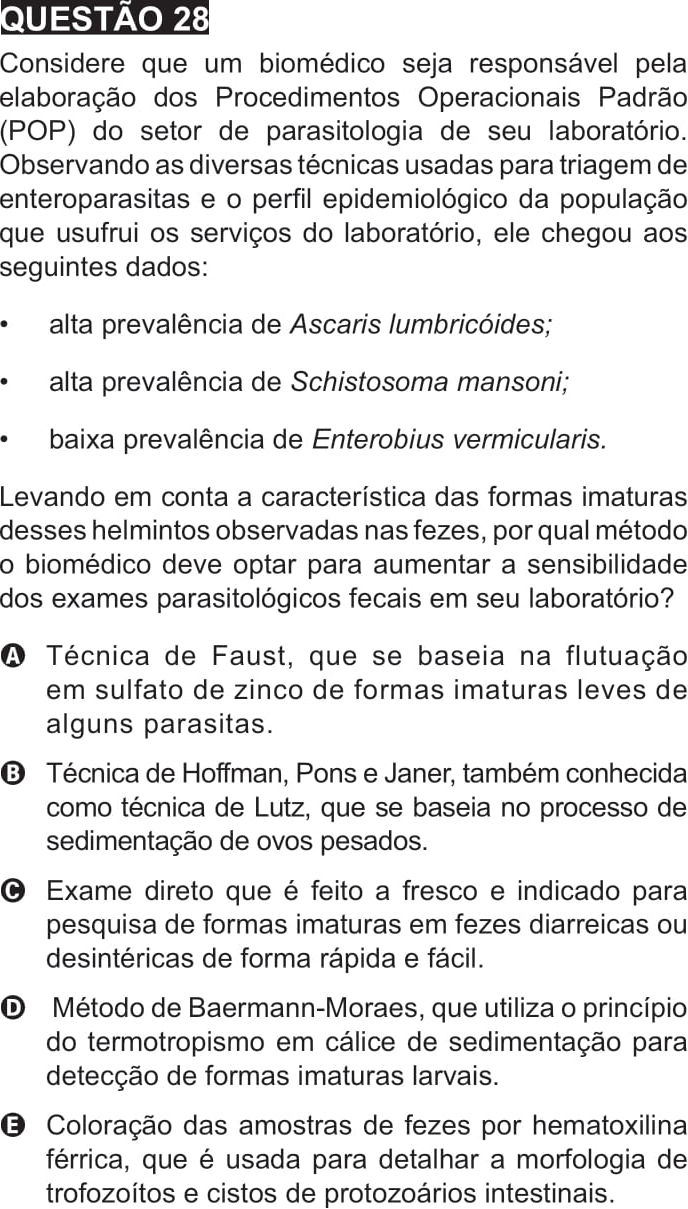 QUESTÃO 28
Considere que um biomédico seja responsável pela
elaboração dos Procedimentos Operacionais Padrão
(POP) do setor de parasitologia de seu laboratório.
Observando as diversas técnicas usadas para triagem de
enteroparasitas e o perfil epidemiológico da população
que usufrui os serviços do laboratório, ele chegou aos
seguintes dados:
• alta prevalência de Ascaris lumbricóides;
• alta prevalência de Schistosoma mansoni;
• baixa prevalência de Enterobius vermicularis.
Levando em conta a característica das formas imaturas
desses helmintos observadas nas fezes, por qual método
o biomédico deve optar para aumentar a sensibilidade
dos exames parasitológicos fecais em seu laboratório?
A Técnica de Faust, que se baseia na flutuação
em sulfato de zinco de formas imaturas leves de
alguns parasitas.
B Técnica de Hoffman, Pons e Janer, também conhecida
como técnica de Lutz, que se baseia no processo de
sedimentação de ovos pesados.
C Exame direto que é feito a fresco e indicado para
pesquisa de formas imaturas em fezes diarreicas ou
desintéricas de forma rápida e fácil.
D Método de Baermann-Moraes, que utiliza o princípio
do termotropismo em cálice de sedimentação para
detecção de formas imaturas larvais.
E Coloração das amostras de fezes por hematoxilina
férrica, que é usada para detalhar a morfologia de
trofozoítos e cistos de protozoários intestinais.